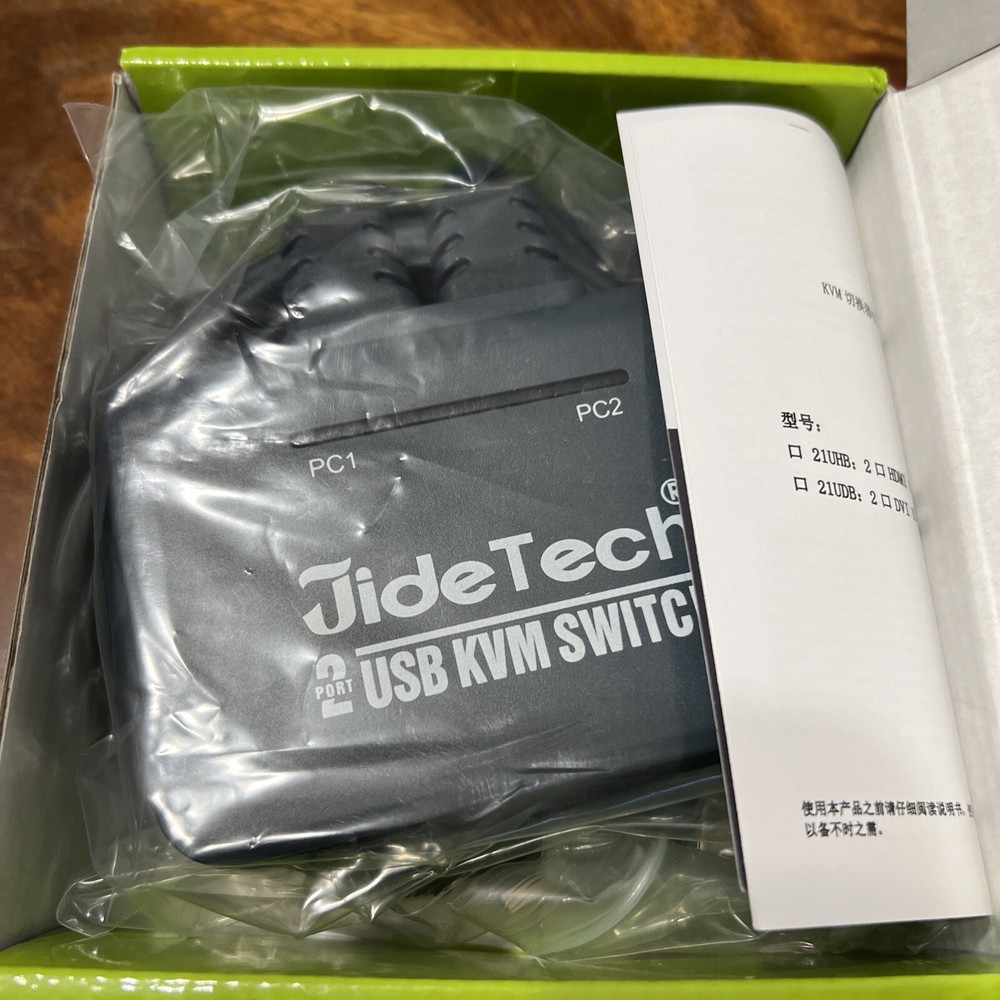 PC1
PC2
JideTech®
2 PORT USB KVM
KVM 切换
型号：
口 21UHB: 2 口 HDMI
口 21UDB: 2 口 DVI
使用本产品之前请仔细阅读说明书，
以备不时之需。